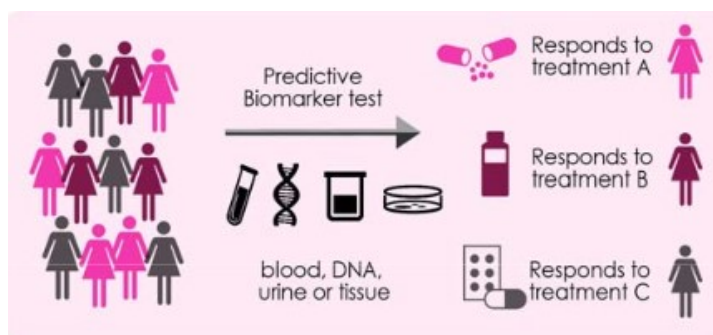 Predictive
Biomarker test
blood, DNA,
urine or tissue
Responds to
treatment A
Responds to
treatment B
Responds to
treatment C